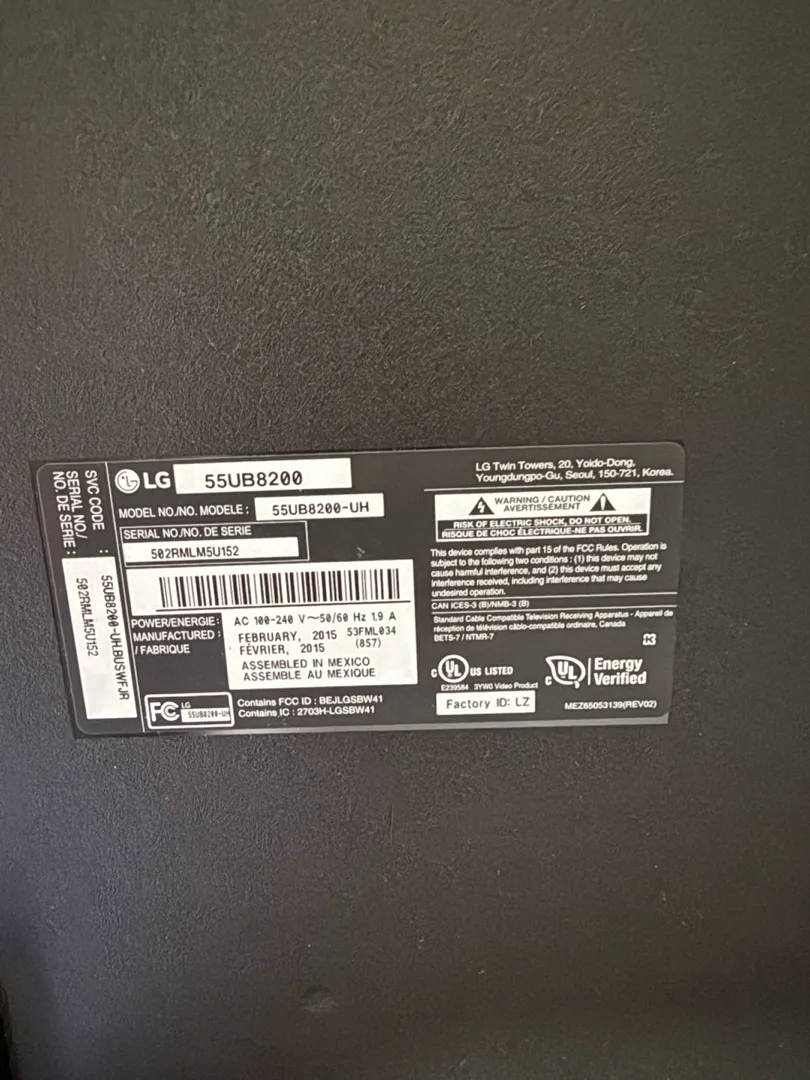 SVC CODE : 55UB8200-UH.BUSWFJR
SERIAL NO./
NO. DE SERIE : 502RMLM5U152
LG 55UB8200
MODEL NO./NO. MODELE : 55UB8200-UH
SERIAL NO./NO. DE SERIE
502RMLM5U152
POWER/ENERGIE : AC 100-240 V~50/60 Hz 1.9 A
MANUFACTURED : FEBRUARY, 2015 53FML034
/ FABRIQUE FÉVRIER, 2015 (857)
ASSEMBLED IN MEXICO
ASSEMBLÉ AU MEXIQUE
FC LG
55UB8200-UH
Contains FCC ID : BEJLGSBW41
Contains IC : 2703H-LGSBW41
LG Twin Towers, 20, Yoido-Dong,
Youngdungpo-Gu, Seoul, 150-721, Korea.
WARNING / CAUTION
AVERTISSEMENT
RISK OF ELECTRIC SHOCK, DO NOT OPEN.
RISQUE DE CHOC ÉLECTRIQUE-NE PAS OUVRIR.
This device complies with part 15 of the FCC Rules. Operation is
subject to the following two conditions : (1) this device may not
cause harmful interference, and (2) this device must accept any
interference received, including interference that may cause
undesired operation.
CAN ICES-3 (B)/NMB-3 (B)
Standard Cable Compatible Television Receiving Apparatus - Appareil de
réception de télévision câblo-compatible ordinaire, Canada
BETS-7 / NTMR-7
c UL US LISTED
E239584 3YW0 Video Product
c UL Energy
Verified
Factory ID: LZ
MEZ65053139(REV02)